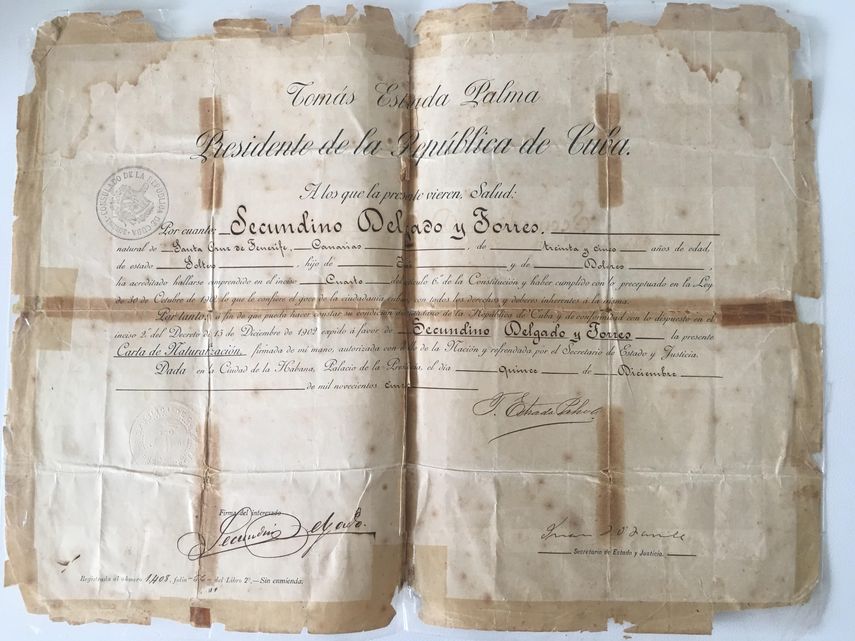 Tomás Estrada Palma
Presidente de la República de Cuba.
A los que la presente vieren, Salud:
CONSULADO DE LA REPUBLICA DE CUBA
Por cuanto Secundino Delgado y Torres,
natural de Santa Cruz de Tenerife, Canarias, de treinta y cinco años de edad,
de estado Soltero, hijo de y de Dolores,
ha acreditado hallarse comprendido en el inciso Cuarto del artículo 6º de la Constitución y haber cumplido con lo preceptuado en la Ley
de 30 de Octubre de 1902 que le confiere el goce de la ciudadanía cubana con todos los derechos y deberes inherentes a la misma.
Por tanto: a fin de que pueda hacer constar su condición de ciudadano de la República de Cuba y de conformidad con lo dispuesto en el
inciso 2º del Decreto de 13 de Diciembre de 1902 expido a favor de Secundino Delgado y Torres la presente
Carta de Naturalización, firmada de mi mano, autorizada con el sello de la Nación y refrendada por el Secretario de Estado y Justicia.
Dada en la Ciudad de la Habana, Palacio de la Presidencia, el día quince de Diciembre
de mil novecientos
T. Estrada Palma
Firma del interesado
Secundino Delgado.
Secretario de Estado y Justicia.
Registrada al número 1,408, folio del Libro 2º,—Sin enmienda: